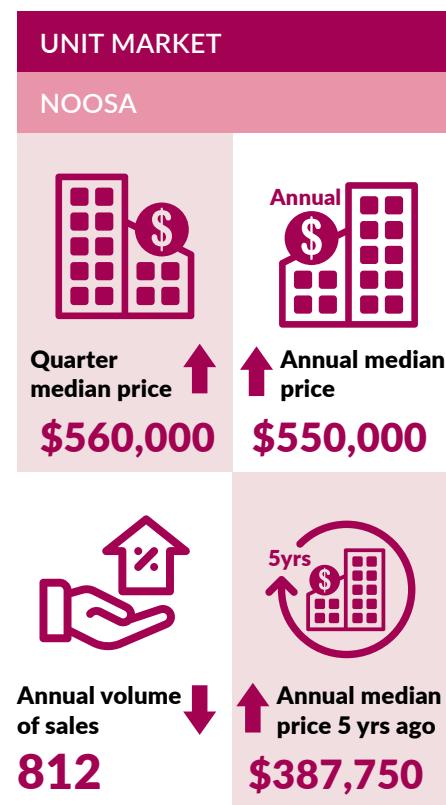 UNIT MARKET
NOOSA
$
Quarter
median price
$560,000
Annual
$
Annual median
price
$550,000
%
Annual volume
of sales
812
5yrs
$
Annual median
price 5 yrs ago
$387,750